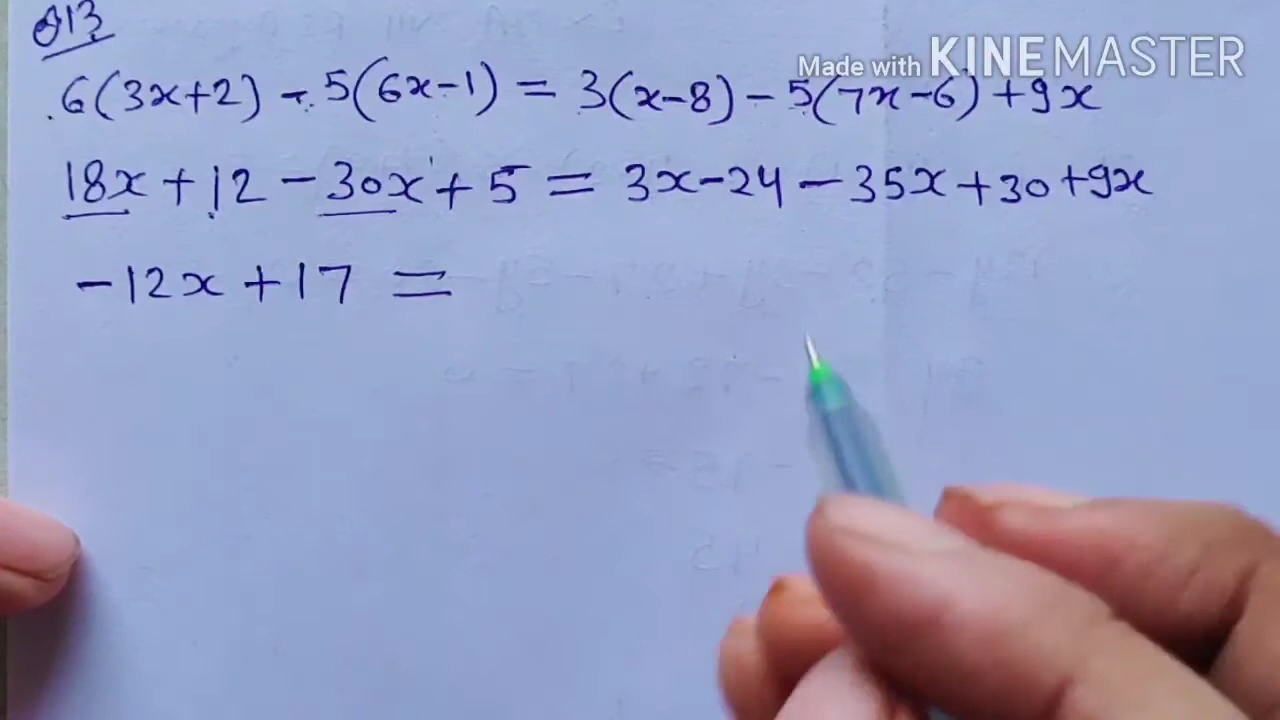 Q13
Made with KINEMASTER
6(3x+2) - 5(6x-1) = 3(x-8) - 5(7x-6) + 9x
18x + 12 - 30x + 5 = 3x - 24 - 35x + 30 + 9x
-12x + 17 =